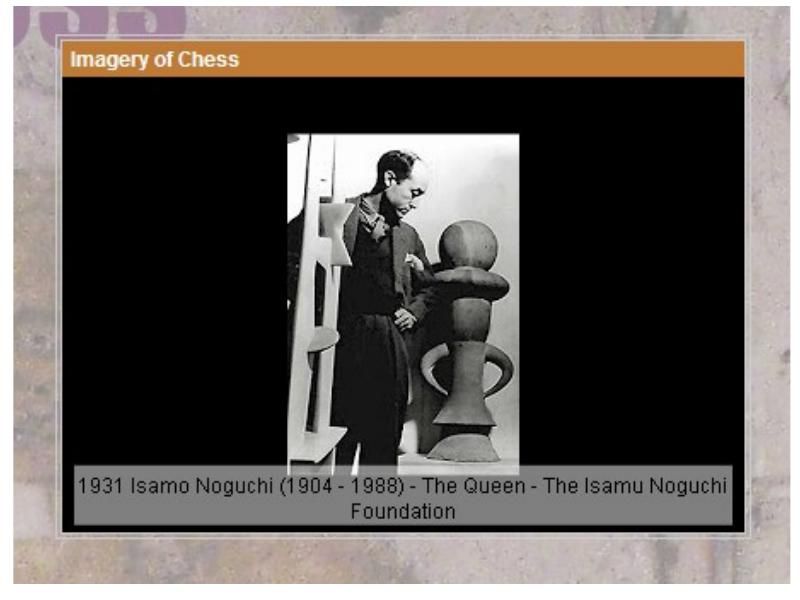 Imagery of Chess
1931 Isamo Noguchi (1904 - 1988) - The Queen - The Isamu Noguchi
Foundation